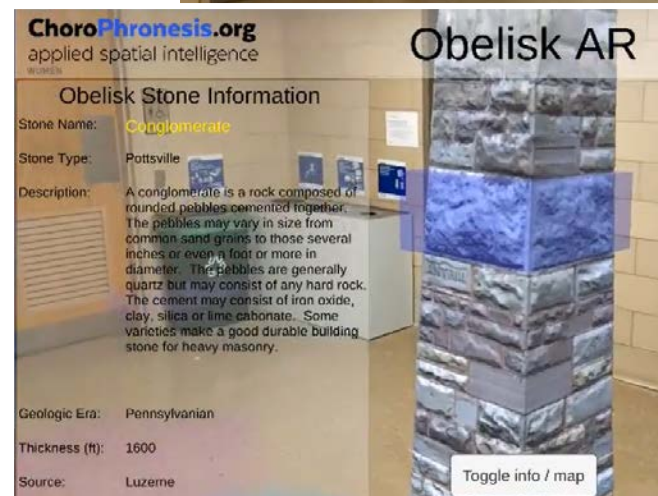 ChoroPhronesis.org
applied spatial intelligence
WOMEN
Obelisk AR
Obelisk Stone Information
Stone Name: Conglomerate
Stone Type: Pottsville
Description: A conglomerate is a rock composed of
rounded pebbles cemented together.
The pebbles may vary in size from
common sand grains to those several
inches or even a foot or more in
diameter. The pebbles are generally
quartz but may consist of any hard rock.
The cement may consist of iron oxide,
clay, silica or lime cabonate. Some
varieties make a good durable building
stone for heavy masonry.
Geologic Era: Pennsylvanian
Thickness (ft): 1600
Source: Luzerne
Toggle info / map